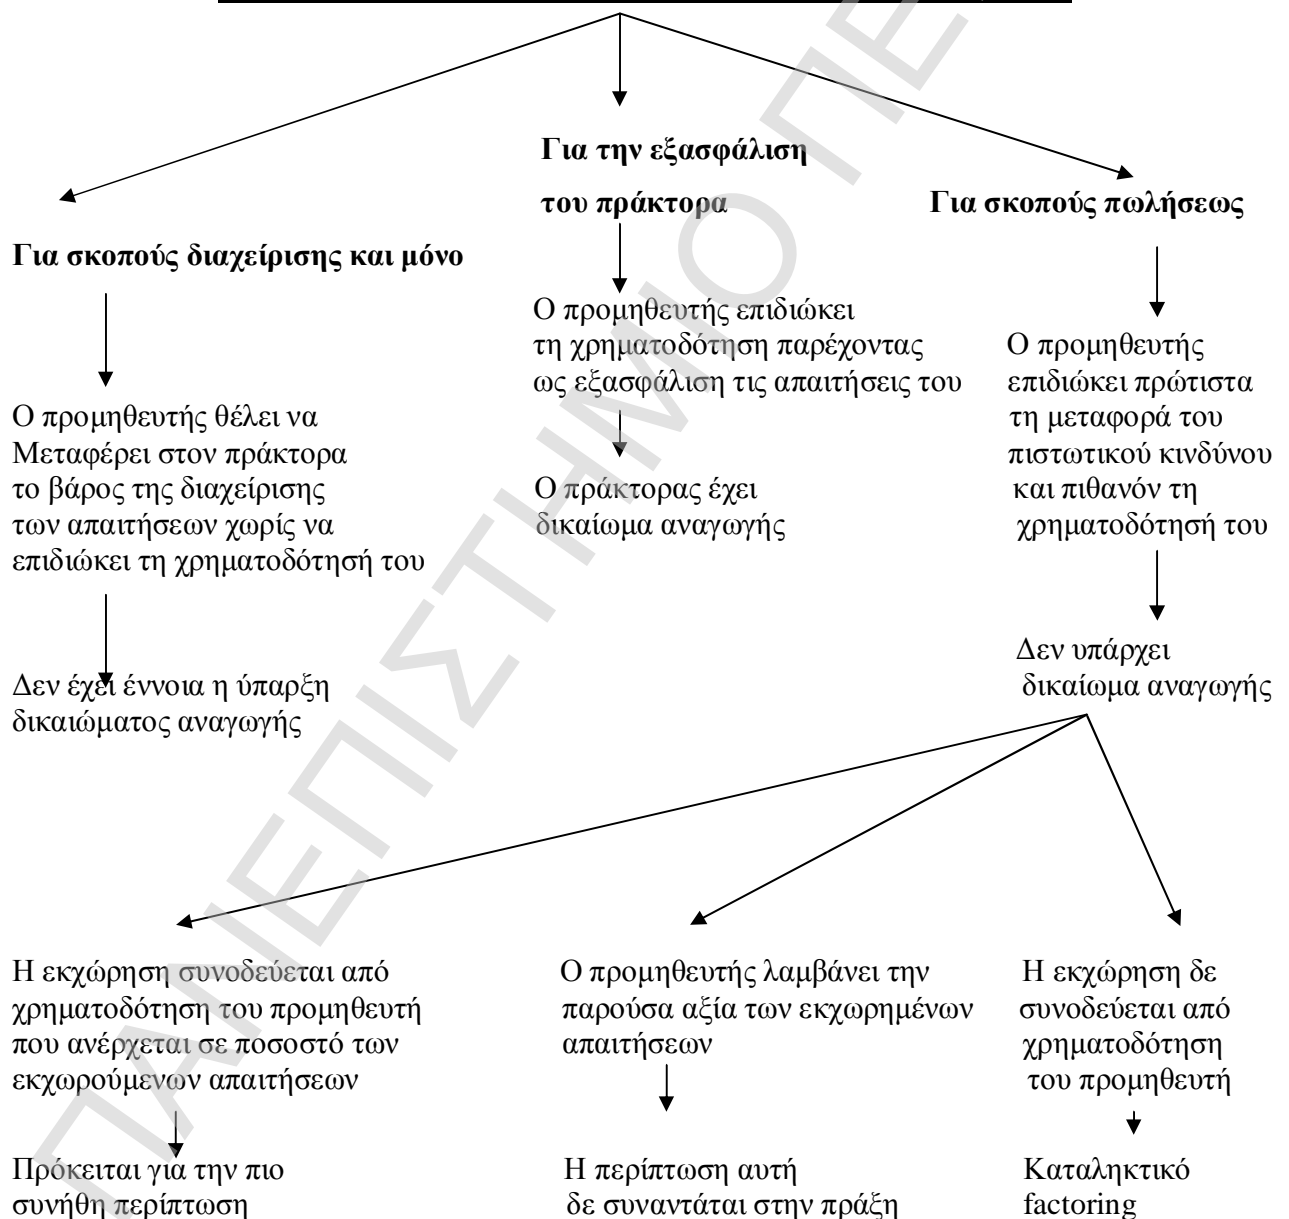 Για την εξασφάλιση
του πράκτορα
Για σκοπούς πωλήσεως
Για σκοπούς διαχείρισης και μόνο
Ο προμηθευτής επιδιώκει
τη χρηματοδότηση παρέχοντας
ως εξασφάλιση τις απαιτήσεις του
Ο προμηθευτής
επιδιώκει πρώτιστα
τη μεταφορά του
πιστωτικού κινδύνου
και πιθανόν τη
χρηματοδότησή του
Ο προμηθευτής θέλει να
Μεταφέρει στον πράκτορα
το βάρος της διαχείρισης
των απαιτήσεων χωρίς να
επιδιώκει τη χρηματοδότησή του
Ο πράκτορας έχει
δικαίωμα αναγωγής
Δεν υπάρχει
δικαίωμα αναγωγής
Δεν έχει έννοια η ύπαρξη
δικαιώματος αναγωγής
Η εκχώρηση συνοδεύεται από
χρηματοδότηση του προμηθευτή
που ανέρχεται σε ποσοστό των
εκχωρούμενων απαιτήσεων
Ο προμηθευτής λαμβάνει την
παρούσα αξία των εκχωρημένων
απαιτήσεων
Η εκχώρηση δε
συνοδεύεται από
χρηματοδότηση
του προμηθευτή
Πρόκειται για την πιο
συνήθη περίπτωση
Η περίπτωση αυτή
δε συναντάται στην πράξη
Καταληκτικό
factoring
ΠΑΝΕΠΙΣΤΗΜΙΟ ΠΕ